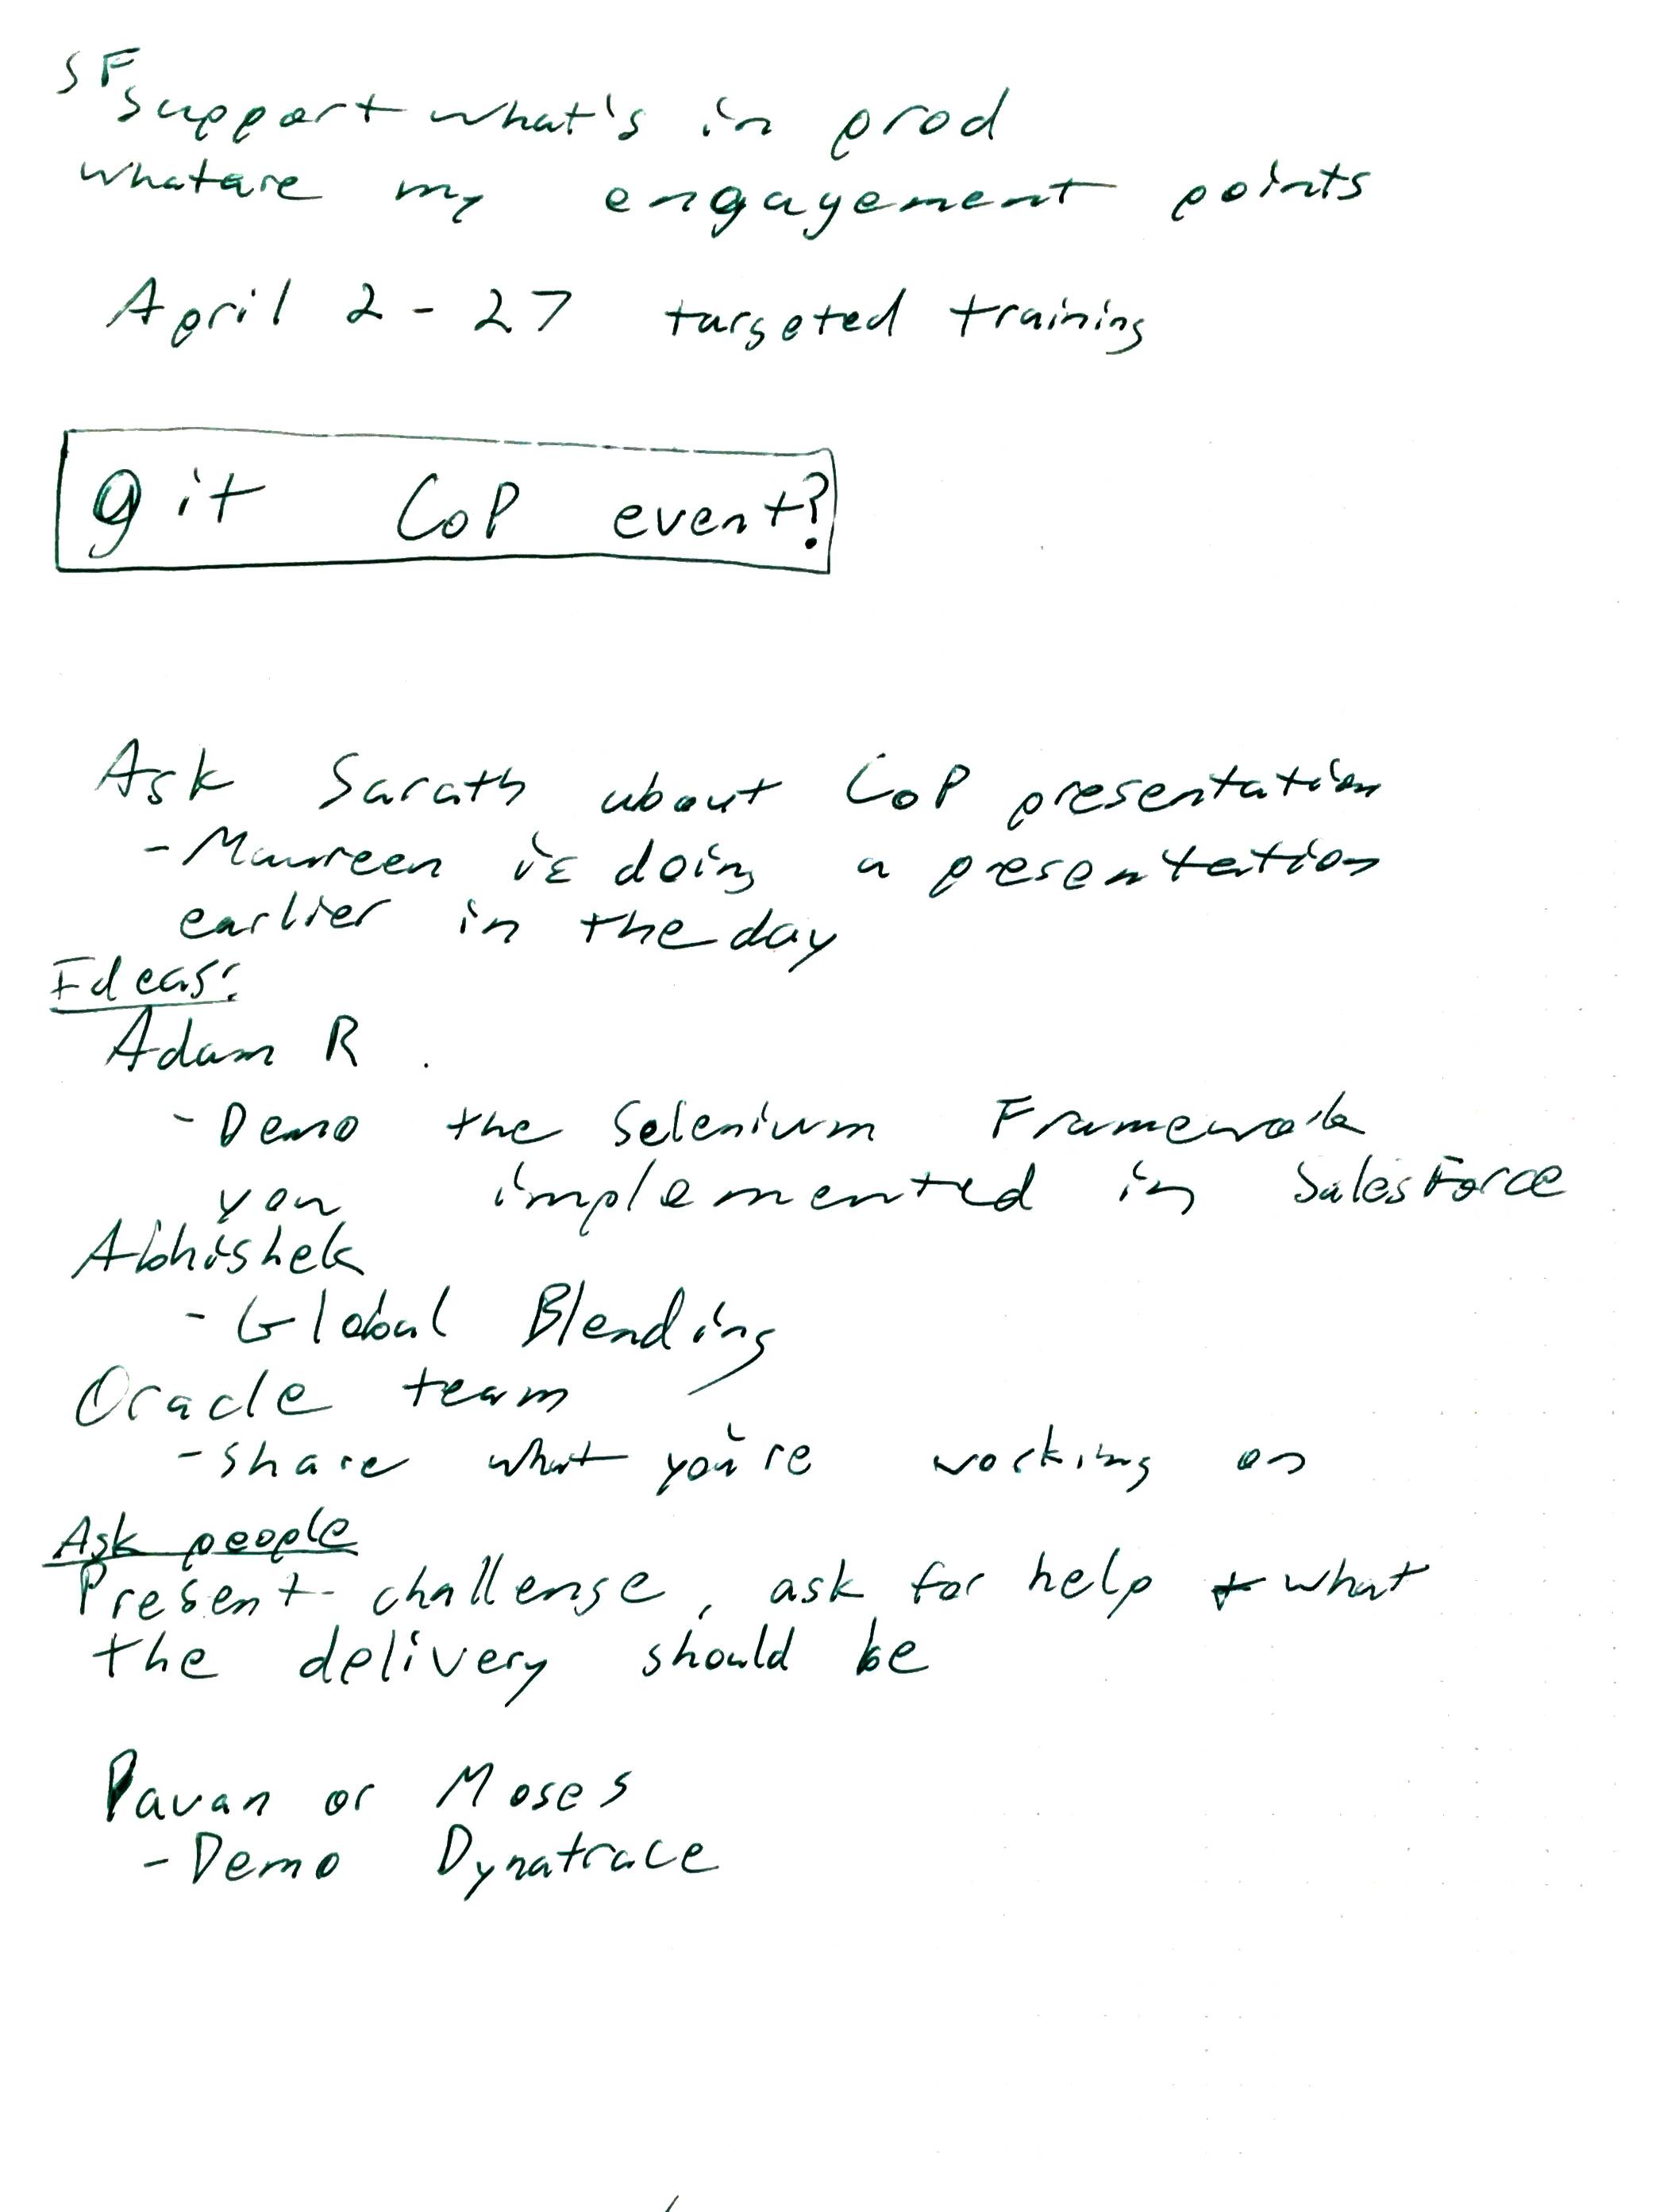 SF
support what's in prod
what are my engagement points
April 2 - 27 targeted training
git CoP event?
Ask Sarath about CoP presentation
- Maureen is doing a presentation
earlier in the day
Ideas:
Adam R.
- Demo the Selenium Framework
you implemented in SalesForce
Abhishek
- Global Blending
Oracle team
- share what you're working on
Ask people
Present challenge, ask for help + what
the delivery should be
Pavan or Moses
- Demo Dynatrace